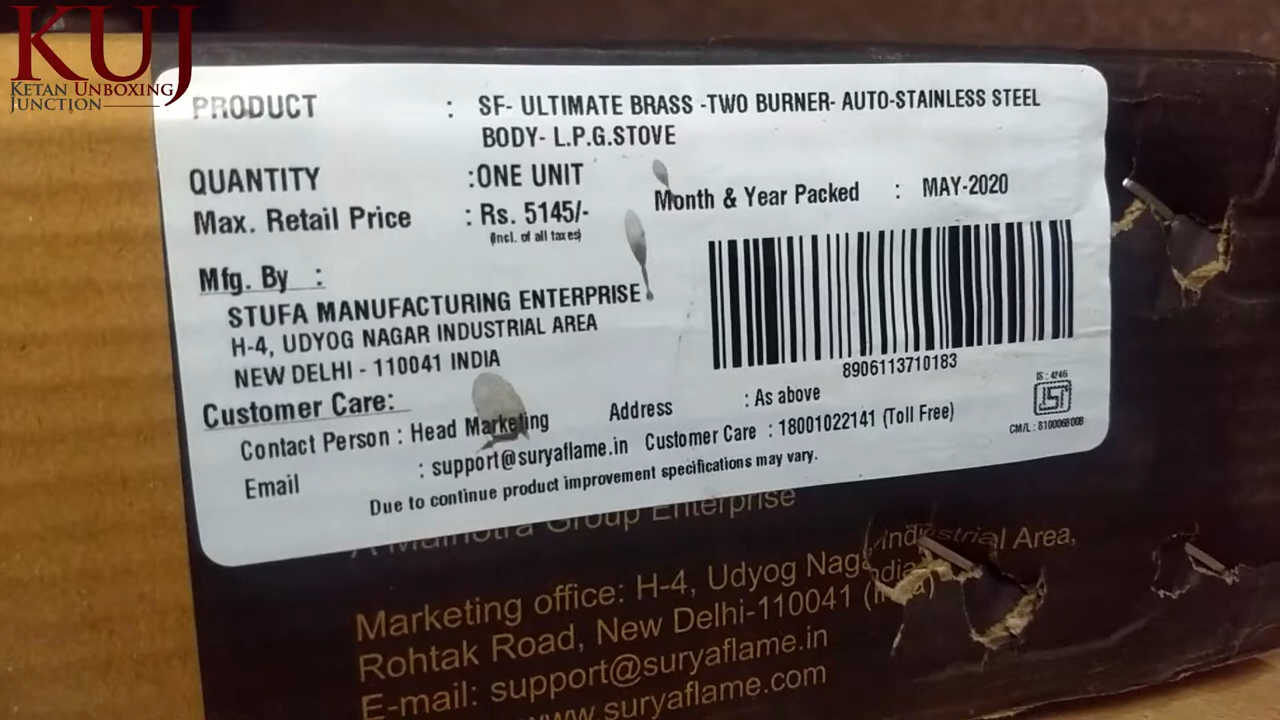 KUJ
KETAN UNBOXING
JUNCTION
PRODUCT : SF- ULTIMATE BRASS -TWO BURNER- AUTO-STAINLESS STEEL
BODY- L.P.G.STOVE
QUANTITY :ONE UNIT
Max. Retail Price : Rs. 5145/-
(Incl. of all taxes)
Month & Year Packed : MAY-2020
Mfg. By :
STUFA MANUFACTURING ENTERPRISE
H-4, UDYOG NAGAR INDUSTRIAL AREA
NEW DELHI - 110041 INDIA
8906113710183
IS : 4246
ISI
CM/L : 8100068008
Customer Care:
Contact Person : Head Marketing Address : As above
Email : support@suryaflame.in Customer Care : 18001022141 (Toll Free)
Due to continue product improvement specifications may vary.
A Malhotra Group Enterprise
Marketing office: H-4, Udyog Nagar Industrial Area,
Rohtak Road, New Delhi-110041 (India)
E-mail: support@suryaflame.in
www.suryaflame.com